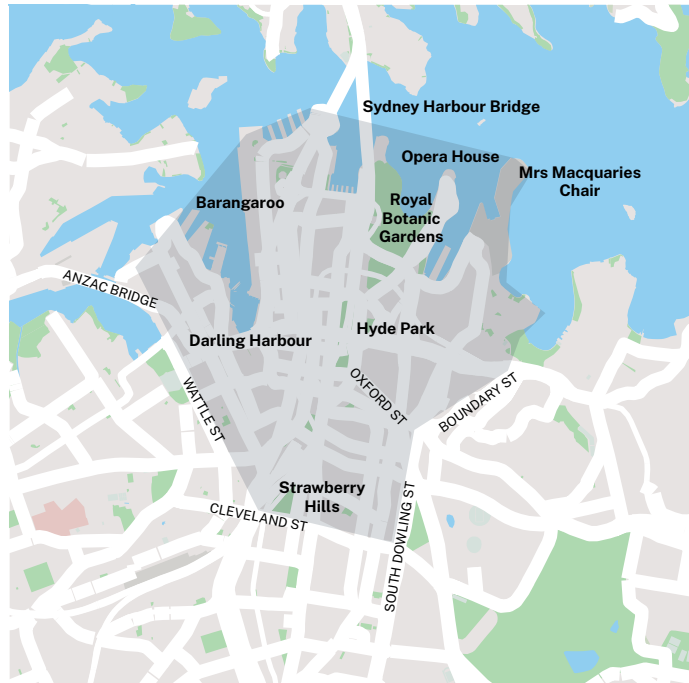 Sydney Harbour Bridge
Opera House
Mrs Macquaries
Chair
Barangaroo
Royal
Botanic
Gardens
ANZAC BRIDGE
Hyde Park
Darling Harbour
OXFORD ST
WATTLE ST
BOUNDARY ST
Strawberry
Hills
CLEVELAND ST
SOUTH DOWLING ST